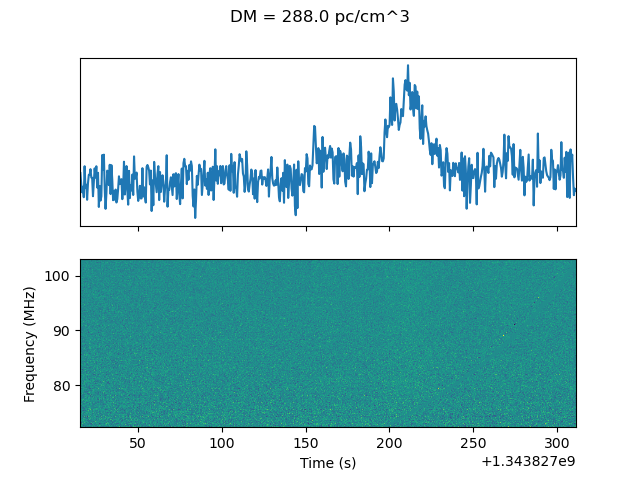 DM = 288.0 pc/cm^3
100
90
80
Frequency (MHz)
50 100 150 200 250 300
Time (s)
+1.343827e9